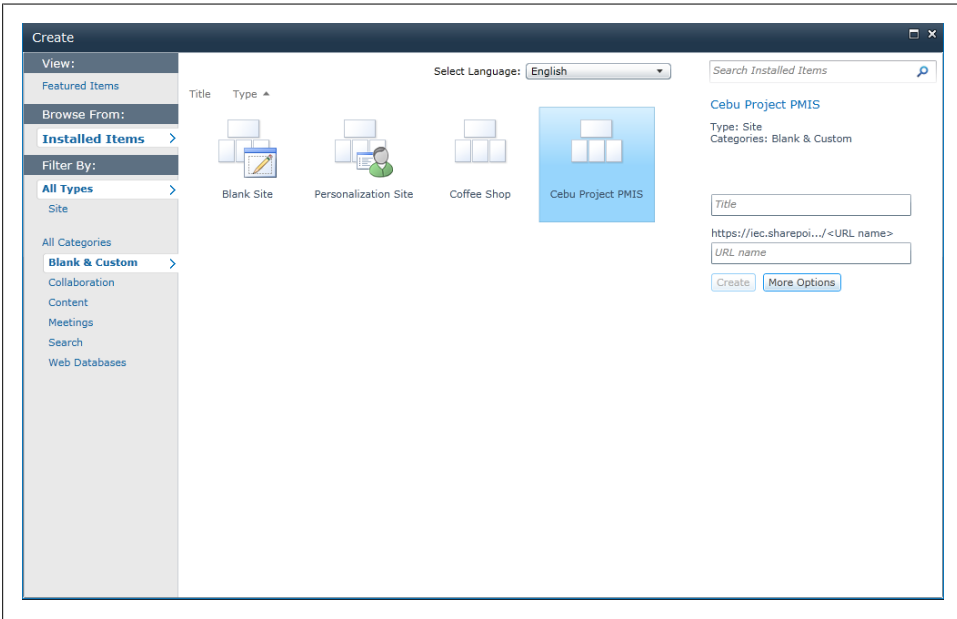 Create
View:
Featured Items
Browse From:
Installed Items
Filter By:
All Types
Site
All Categories
Blank & Custom
Collaboration
Content
Meetings
Search
Web Databases
Select Language: English
Title Type
Blank Site
Personalization Site
Coffee Shop
Cebu Project PMIS
Search Installed Items
Cebu Project PMIS
Type: Site
Categories: Blank & Custom
Title
https://iec.sharepoi.../<URL name>
URL name
Create More Options